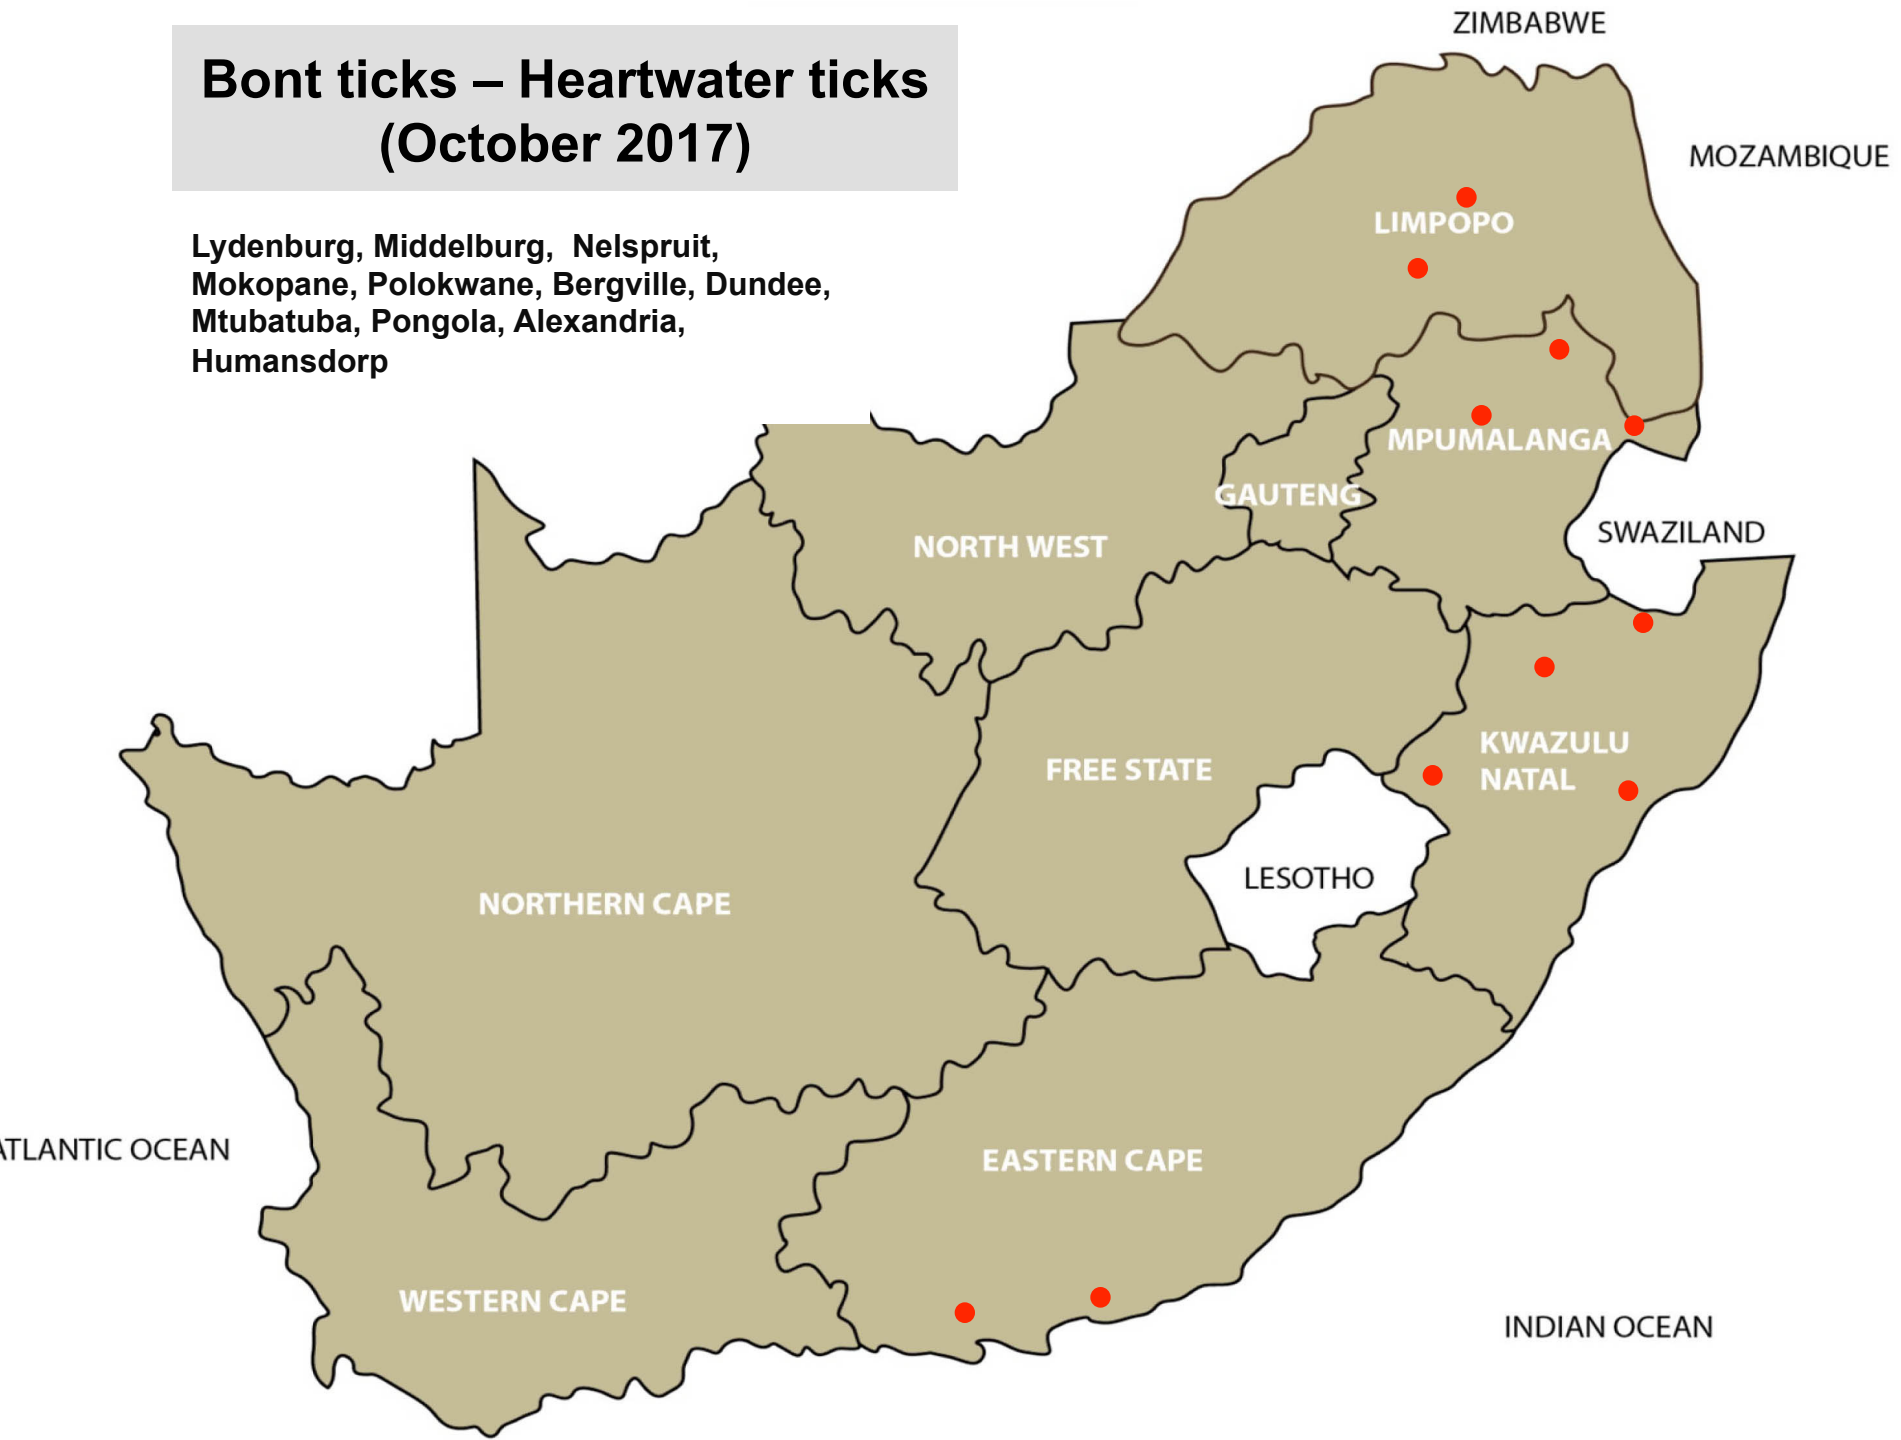 Bont ticks – Heartwater ticks
(October 2017)
Lydenburg, Middelburg,  Nelspruit,
Mokopane, Polokwane, Bergville, Dundee,
Mtubatuba, Pongola, Alexandria,
Humansdorp
ZIMBABWE
MOZAMBIQUE
LIMPOPO
MPUMALANGA
GAUTENG
SWAZILAND
NORTH WEST
KWAZULU
NATAL
FREE STATE
LESOTHO
NORTHERN CAPE
ATLANTIC OCEAN
EASTERN CAPE
WESTERN CAPE
INDIAN OCEAN